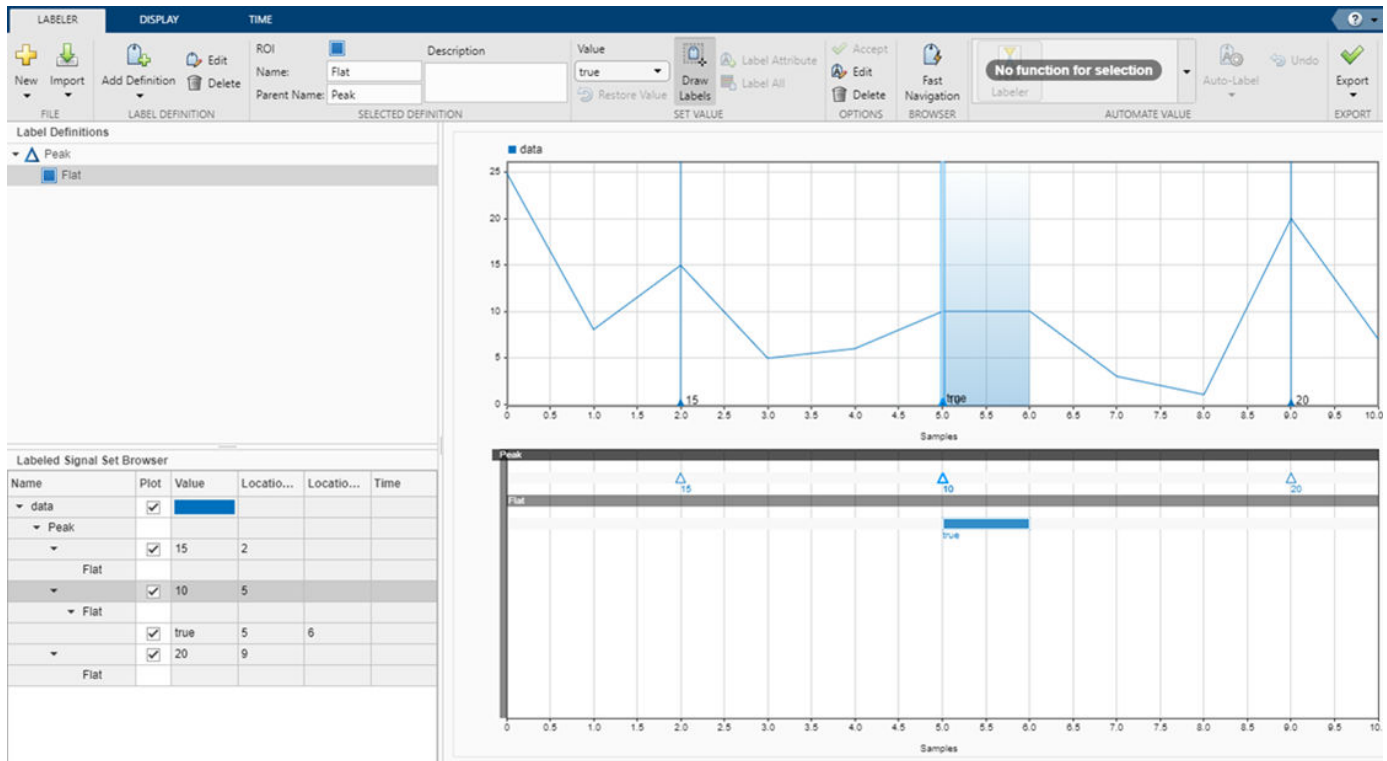 LABELER DISPLAY TIME
?
New Import Add Definition Edit Delete
ROI
Name: Flat
Parent Name: Peak
Description
Value
true
Restore Value
Draw Labels
Label Attribute
Label All
Accept
Edit
Delete
Fast Navigation
No function for selection
Labeler
Auto-Label
Undo
Export
FILE LABEL DEFINITION SELECTED DEFINITION SET VALUE OPTIONS BROWSER AUTOMATE VALUE EXPORT
Label Definitions
Peak
Flat
data
25
20
15
10
5
0
15 true 20
0 0.5 1.0 1.5 2.0 2.5 3.0 3.5 4.0 4.5 5.0 5.5 6.0 6.5 7.0 7.5 8.0 8.5 9.0 9.5 10.0
Samples
Labeled Signal Set Browser
Name Plot Value Locatio... Locatio... Time
data
Peak
15 2
Flat
10 5
Flat
true 5 6
20 9
Flat
Peak
15 10 20
Flat
true
0 0.5 1.0 1.5 2.0 2.5 3.0 3.5 4.0 4.5 5.0 5.5 6.0 6.5 7.0 7.5 8.0 8.5 9.0 9.5 10.
Samples